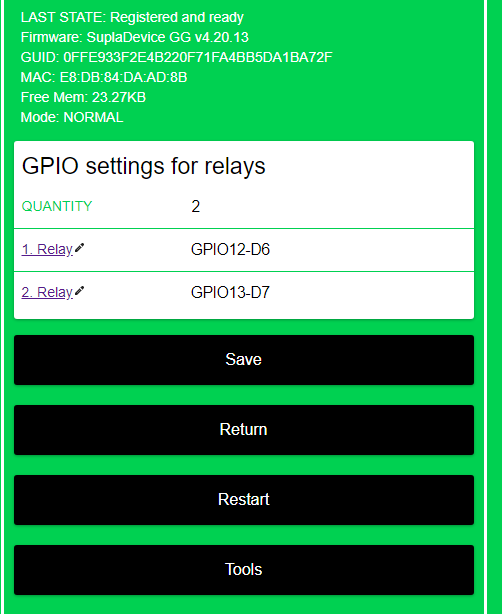 LAST STATE: Registered and ready
Firmware: SuplaDevice GG v4.20.13
GUID: 0FFE933F2E4B220F71FA4BB5DA1BA72F
MAC: E8:DB:84:DA:AD:8B
Free Mem: 23.27KB
Mode: NORMAL
GPIO settings for relays
QUANTITY 2
1. Relay GPIO12-D6
2. Relay GPIO13-D7
Save
Return
Restart
Tools